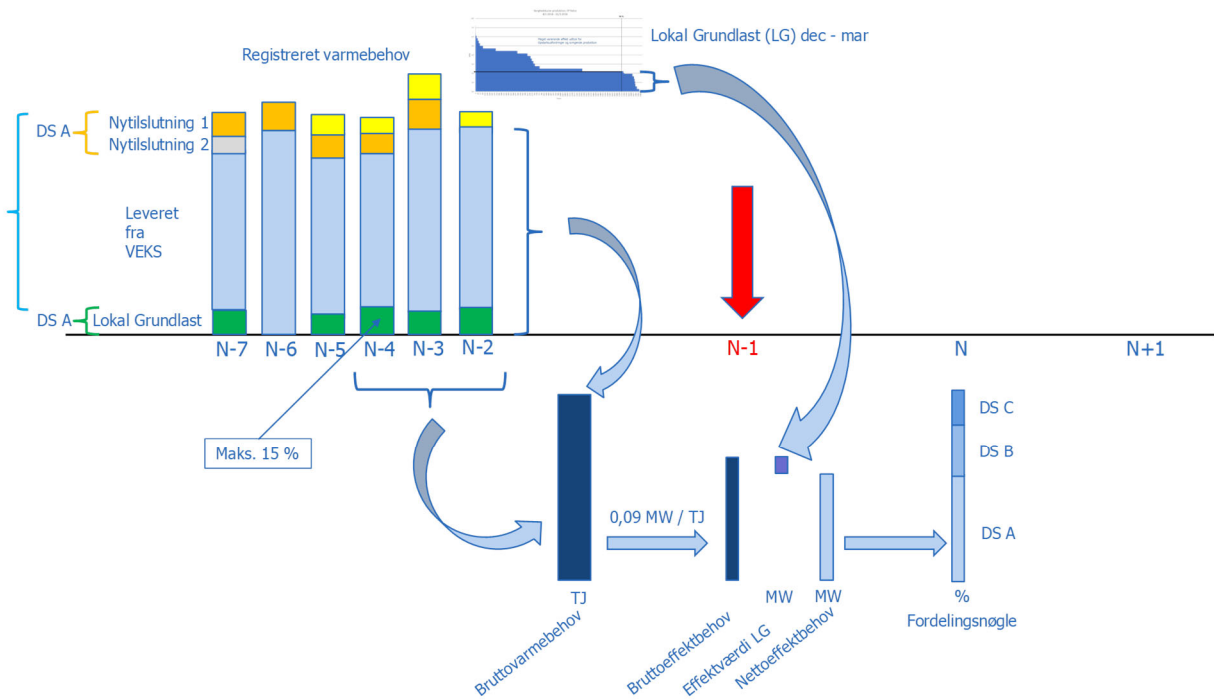 Lokal Grundlast (LG) dec - mar
Registreret varmebehov
DS A
Nytilslutning 1
Nytilslutning 2
Leveret
fra
VEKS
DS A
Lokal Grundlast
N-7
N-6
N-5
N-4
N-3
N-2
N-1
N
N+1
Maks. 15 %
0,09 MW / TJ
DS C
DS B
DS A
TJ
MW
MW
%
Bruttovarmebehov
Bruttoeffektbehov
Effektværdi LG
Nettoeffektbehov
Fordelingsnøgle